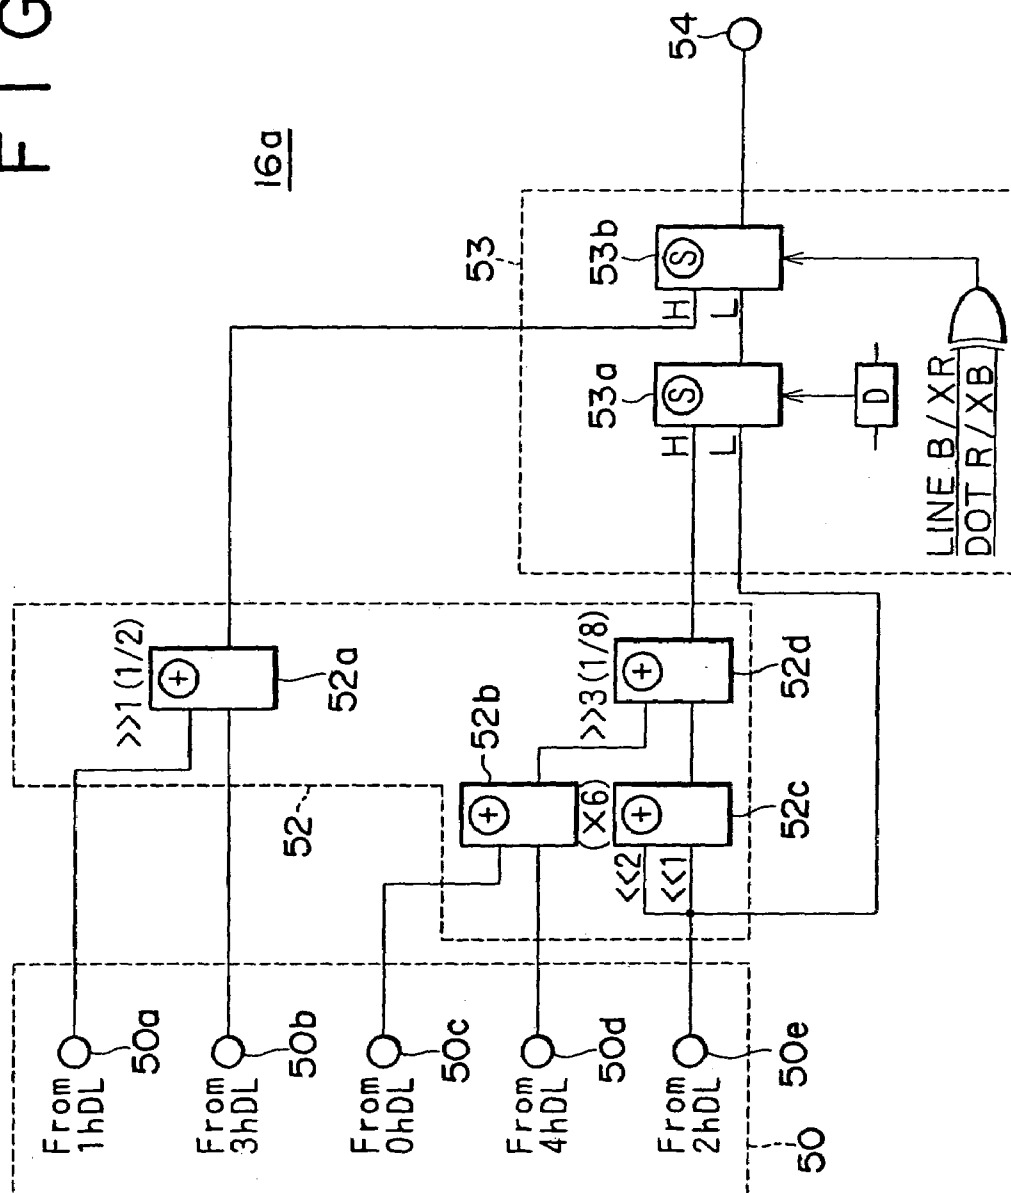 F I G
16a
From
1hDL
50a
From
3hDL
50b
From
0hDL
50c
From
4hDL
50d
From
2hDL
50e
50
52
>>1(1/2)
+
52a
+
52b
(×6)
<<2
<<1
+
52c
>>3(1/8)
+
52d
53
53a
S
H
L
53b
S
H
L
D
LINE B/XR
DOT R/XB
54